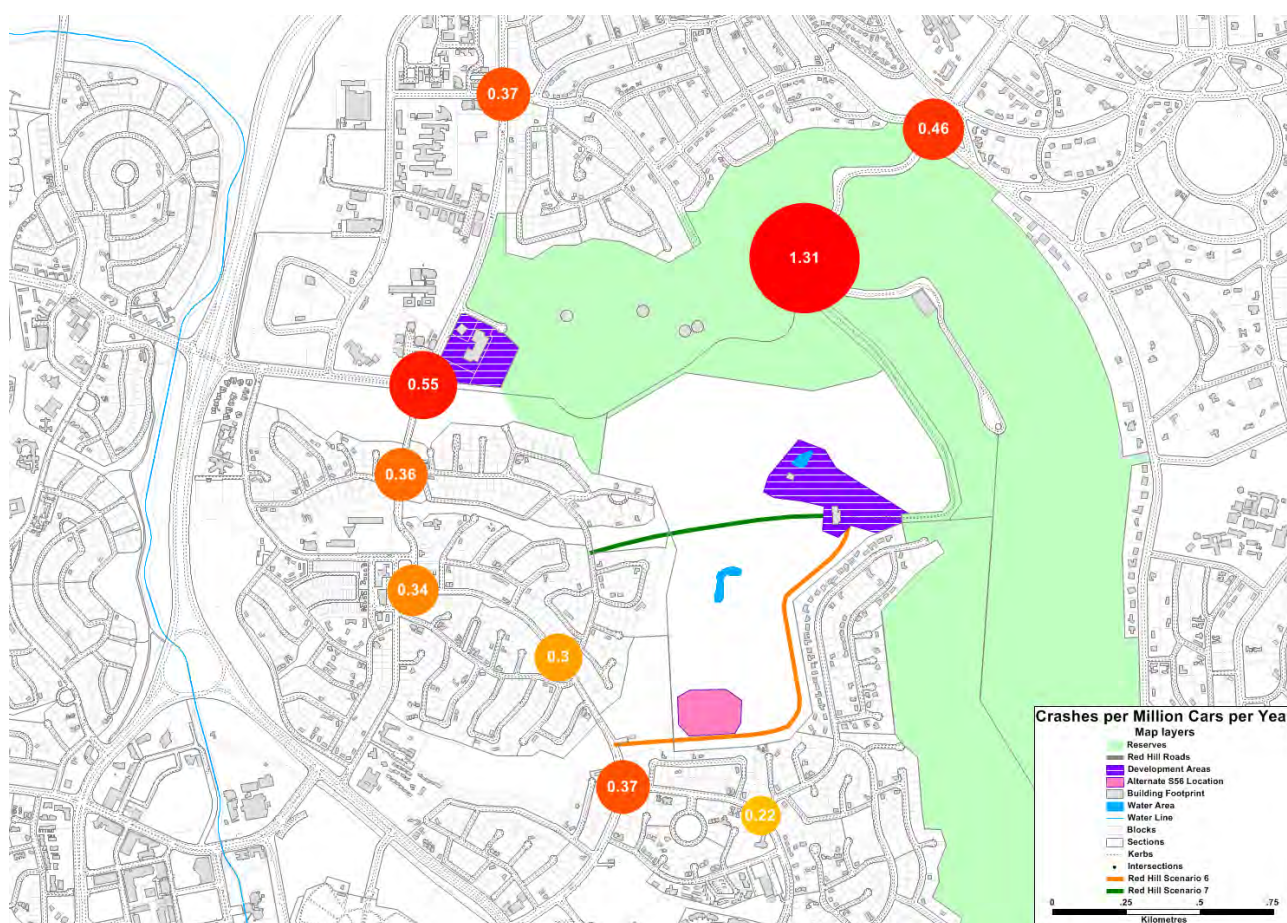 0.37
0.46
1.31
0.55
0.36
0.34
0.3
0.37
0.22
Crashes per Million Cars per Yea
Map layers
Reserves
Red Hill Roads
Development Areas
Alternate S56 Location
Building Footprint
Water Area
Water Line
Blocks
Sections
Kerbs
Intersections
Red Hill Scenario 6
Red Hill Scenario 7
0 .25 .5 .75
Kilometres